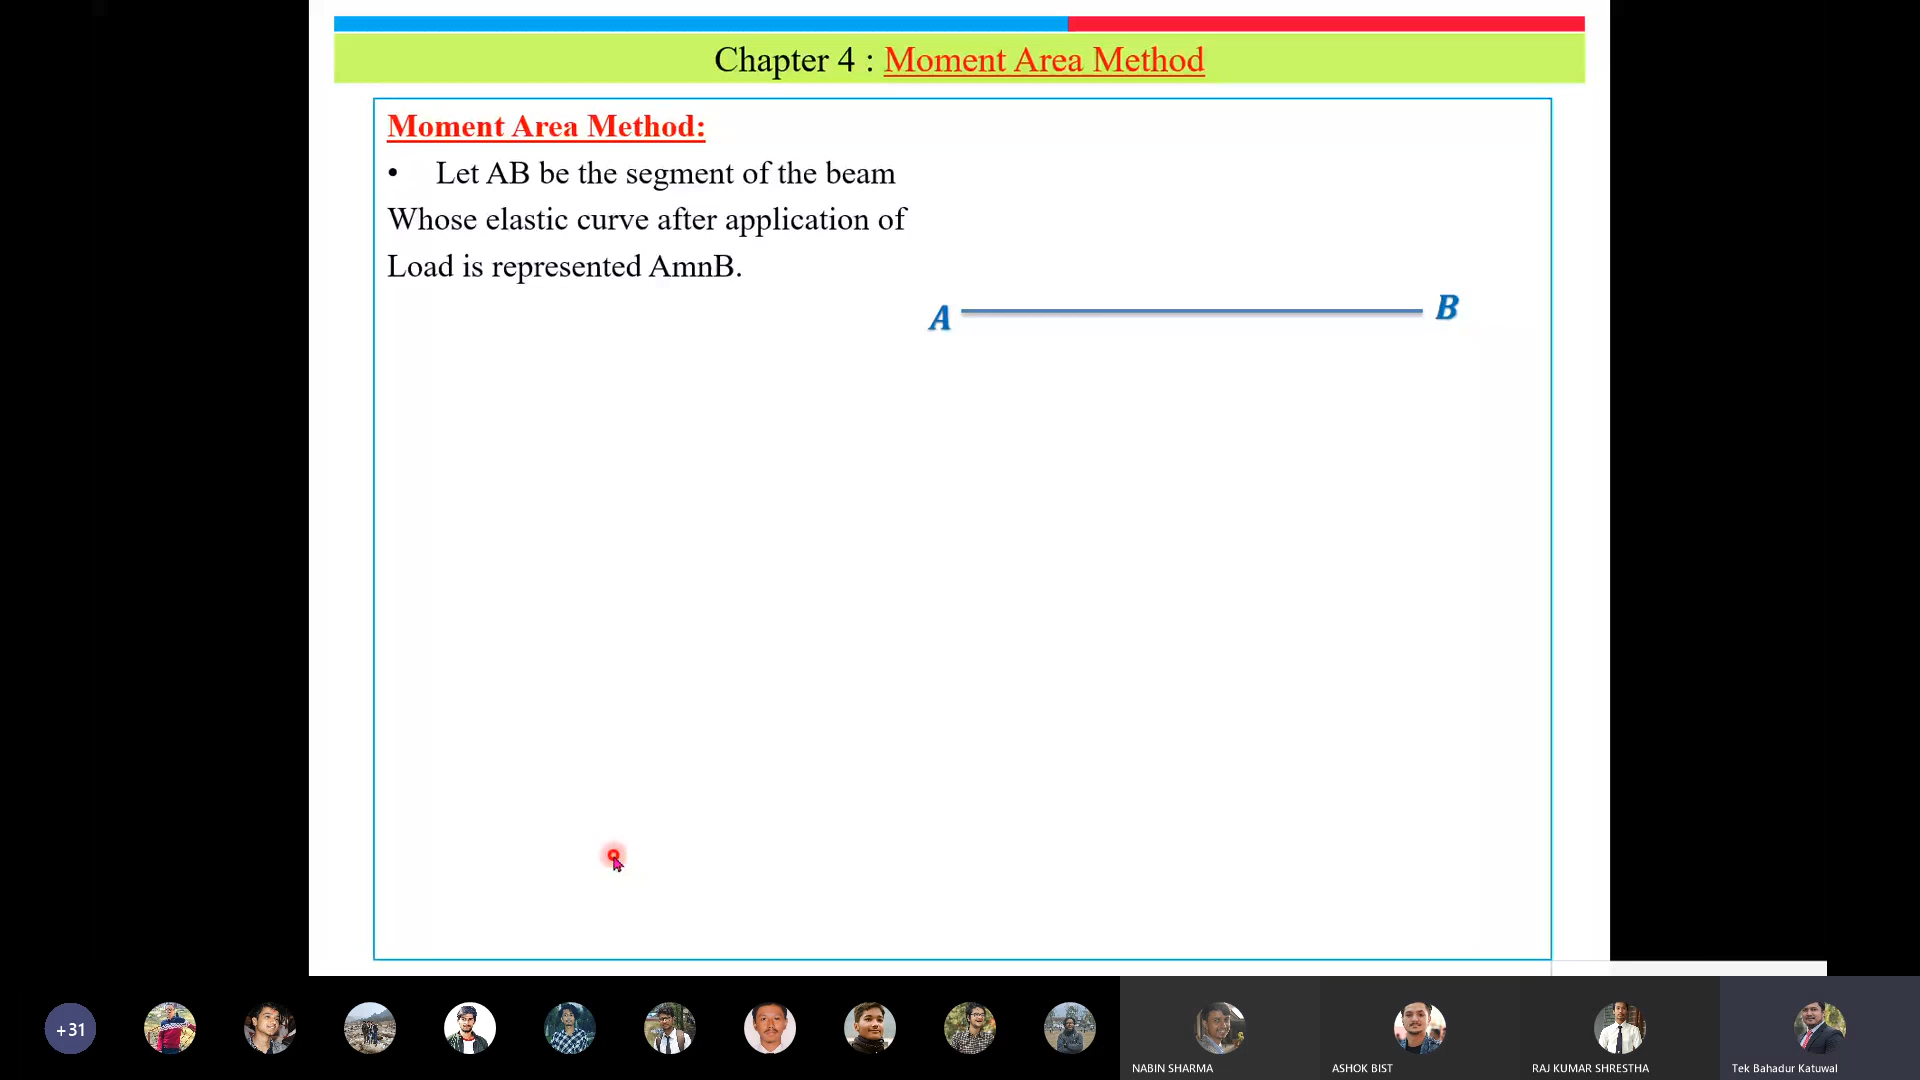 Chapter 4 : Moment Area Method
Moment Area Method:
• Let AB be the segment of the beam
Whose elastic curve after application of
Load is represented AmnB.
A B
+31
NABIN SHARMA
ASHOK BIST
RAJ KUMAR SHRESTHA
Tek Bahadur Katuwal